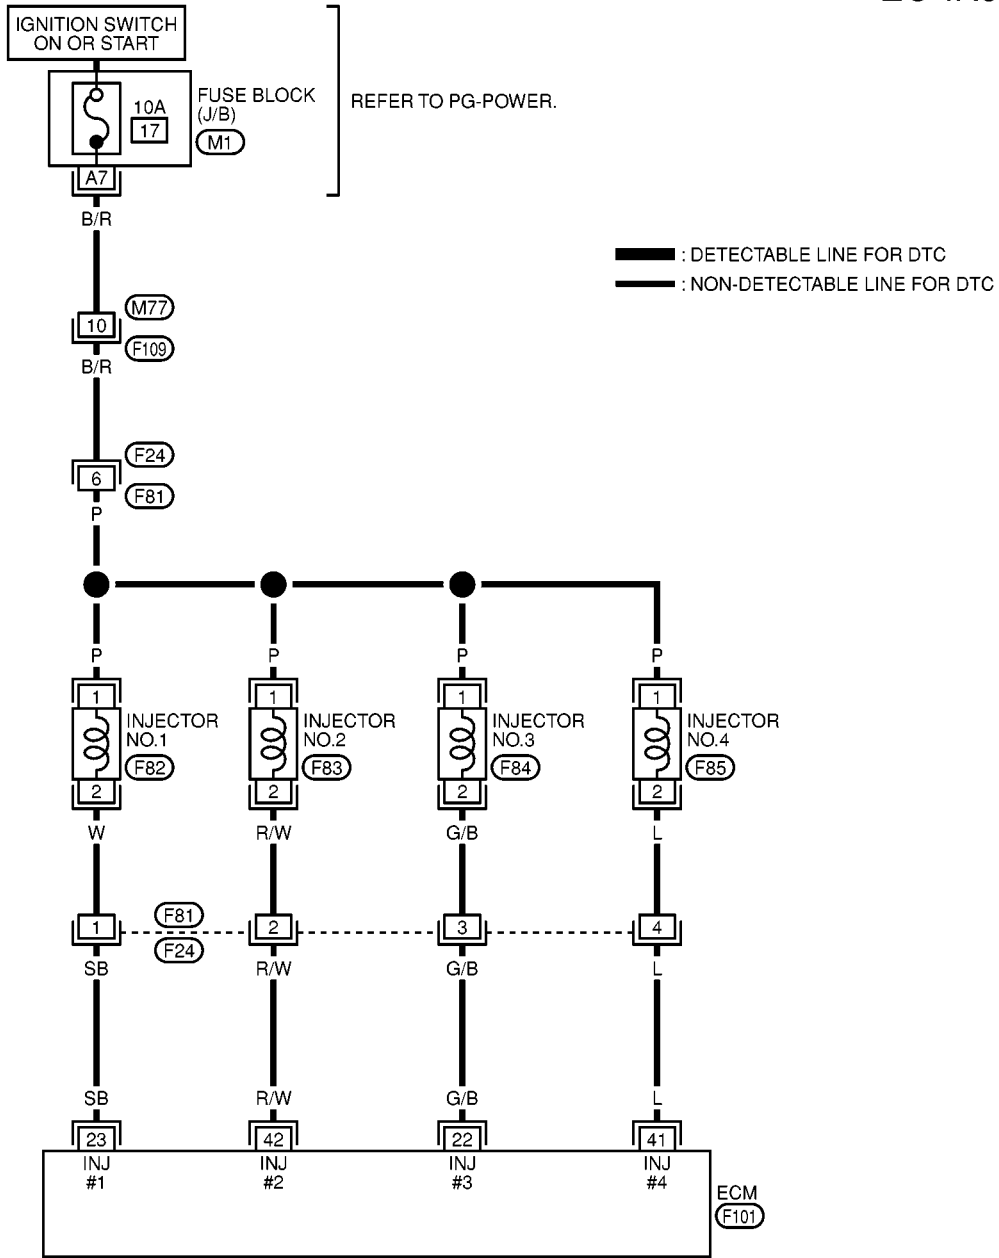 IGNITION SWITCH
ON OR START
10A
17
FUSE BLOCK
(J/B)
M1
REFER TO PG-POWER.
A7
B/R
: DETECTABLE LINE FOR DTC
: NON-DETECTABLE LINE FOR DTC
M77
10
F109
B/R
F24
6
F81
P
P P P P
1 1 1 1
INJECTOR NO.1 F82
INJECTOR NO.2 F83
INJECTOR NO.3 F84
INJECTOR NO.4 F85
2 2 2 2
W R/W G/B L
F81
1 2 3 4
F24
SB R/W G/B L
SB R/W G/B L
23 42 22 41
INJ INJ INJ INJ
#1 #2 #3 #4
ECM
F101